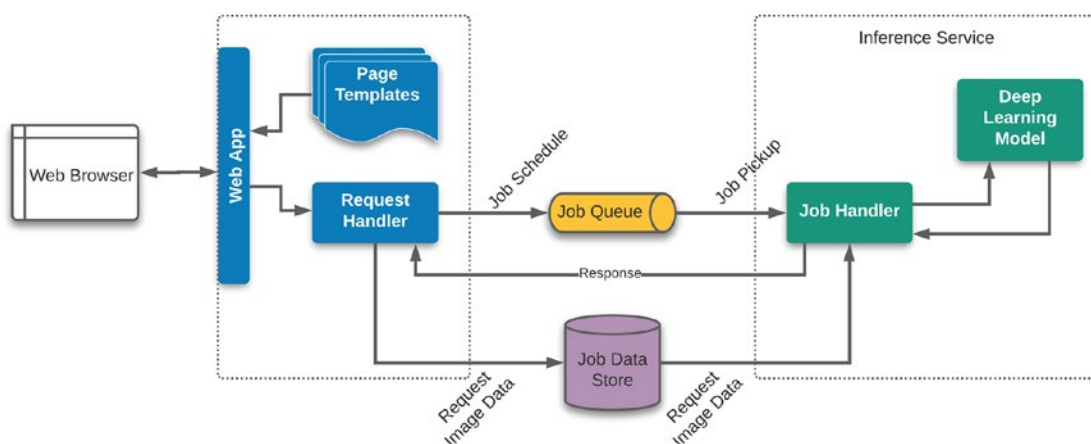 Inference Service
Page
Templates
Deep
Learning
Model
Web Browser
Web App
Job Schedule
Job Pickup
Request
Handler
Job Queue
Job Handler
Response
Job Data
Store
Request
Image Data
Request
Image Data